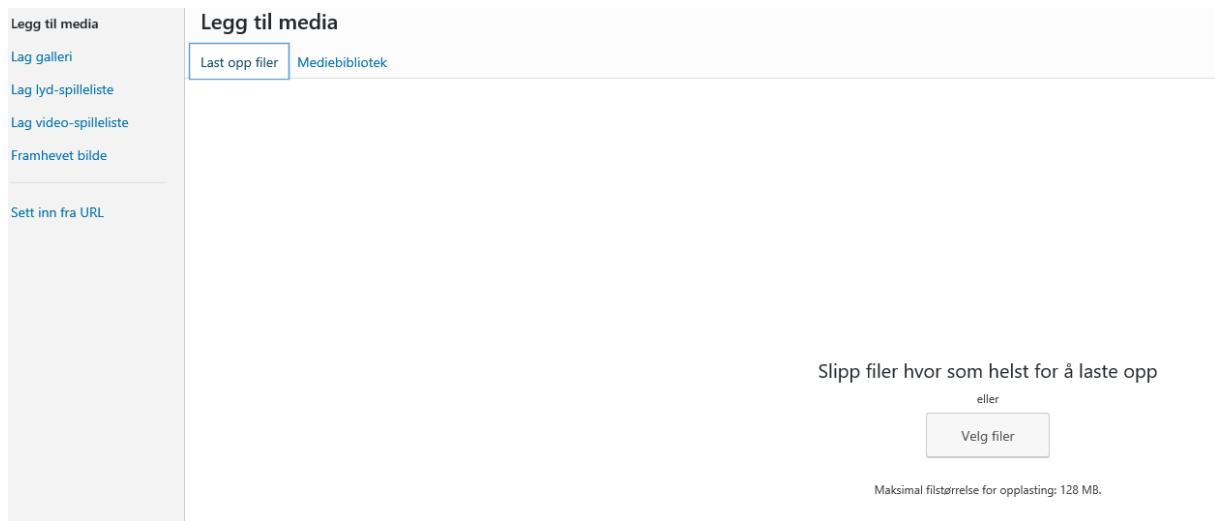 Legg til media
Lag galleri
Lag lyd-spilleliste
Lag video-spilleliste
Framhevet bilde
Sett inn fra URL
Legg til media
Last opp filer Mediebibliotek
Slipp filer hvor som helst for å laste opp
eller
Velg filer
Maksimal filstørrelse for opplasting: 128 MB.